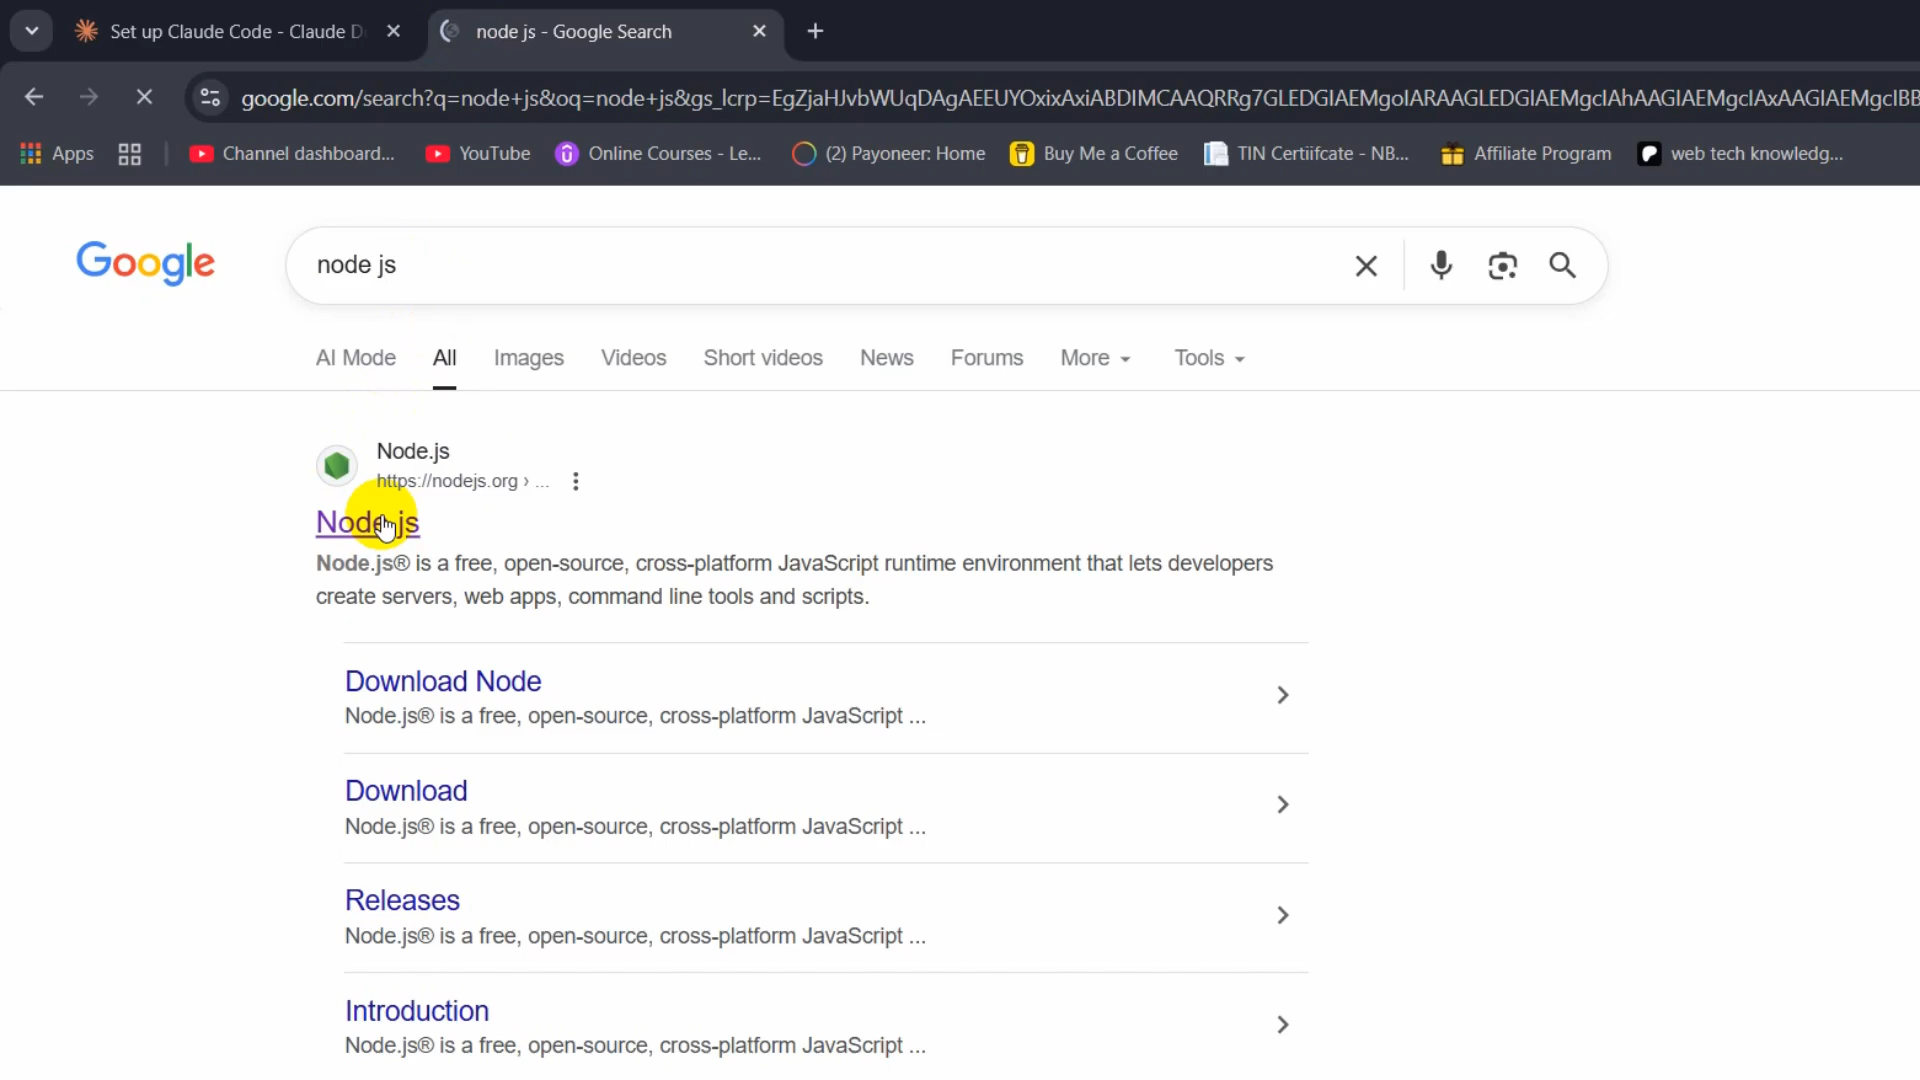 Set up Claude Code - Claude D
node js - Google Search
google.com/search?q=node+js&oq=node+js&gs_lcrp=EgZjaHJvbWUqDAgAEEUYOxixAxiABDIMCAAQRRg7GLEDGIAEMgoIARAAGLEDGIAEMgcIAhAAGIAEMgcIAxAAGIAEMgcIBB
Apps
Channel dashboard...
YouTube
Online Courses - Le...
(2) Payoneer: Home
Buy Me a Coffee
TIN Certiifcate - NB...
Affiliate Program
web tech knowledg...
Google
node js
AI Mode
All
Images
Videos
Short videos
News
Forums
More
Tools
Node.js
https://nodejs.org › ...
Node.js
Node.js® is a free, open-source, cross-platform JavaScript runtime environment that lets developers
create servers, web apps, command line tools and scripts.
Download Node
Node.js® is a free, open-source, cross-platform JavaScript ...
Download
Node.js® is a free, open-source, cross-platform JavaScript ...
Releases
Node.js® is a free, open-source, cross-platform JavaScript ...
Introduction
Node.js® is a free, open-source, cross-platform JavaScript ...